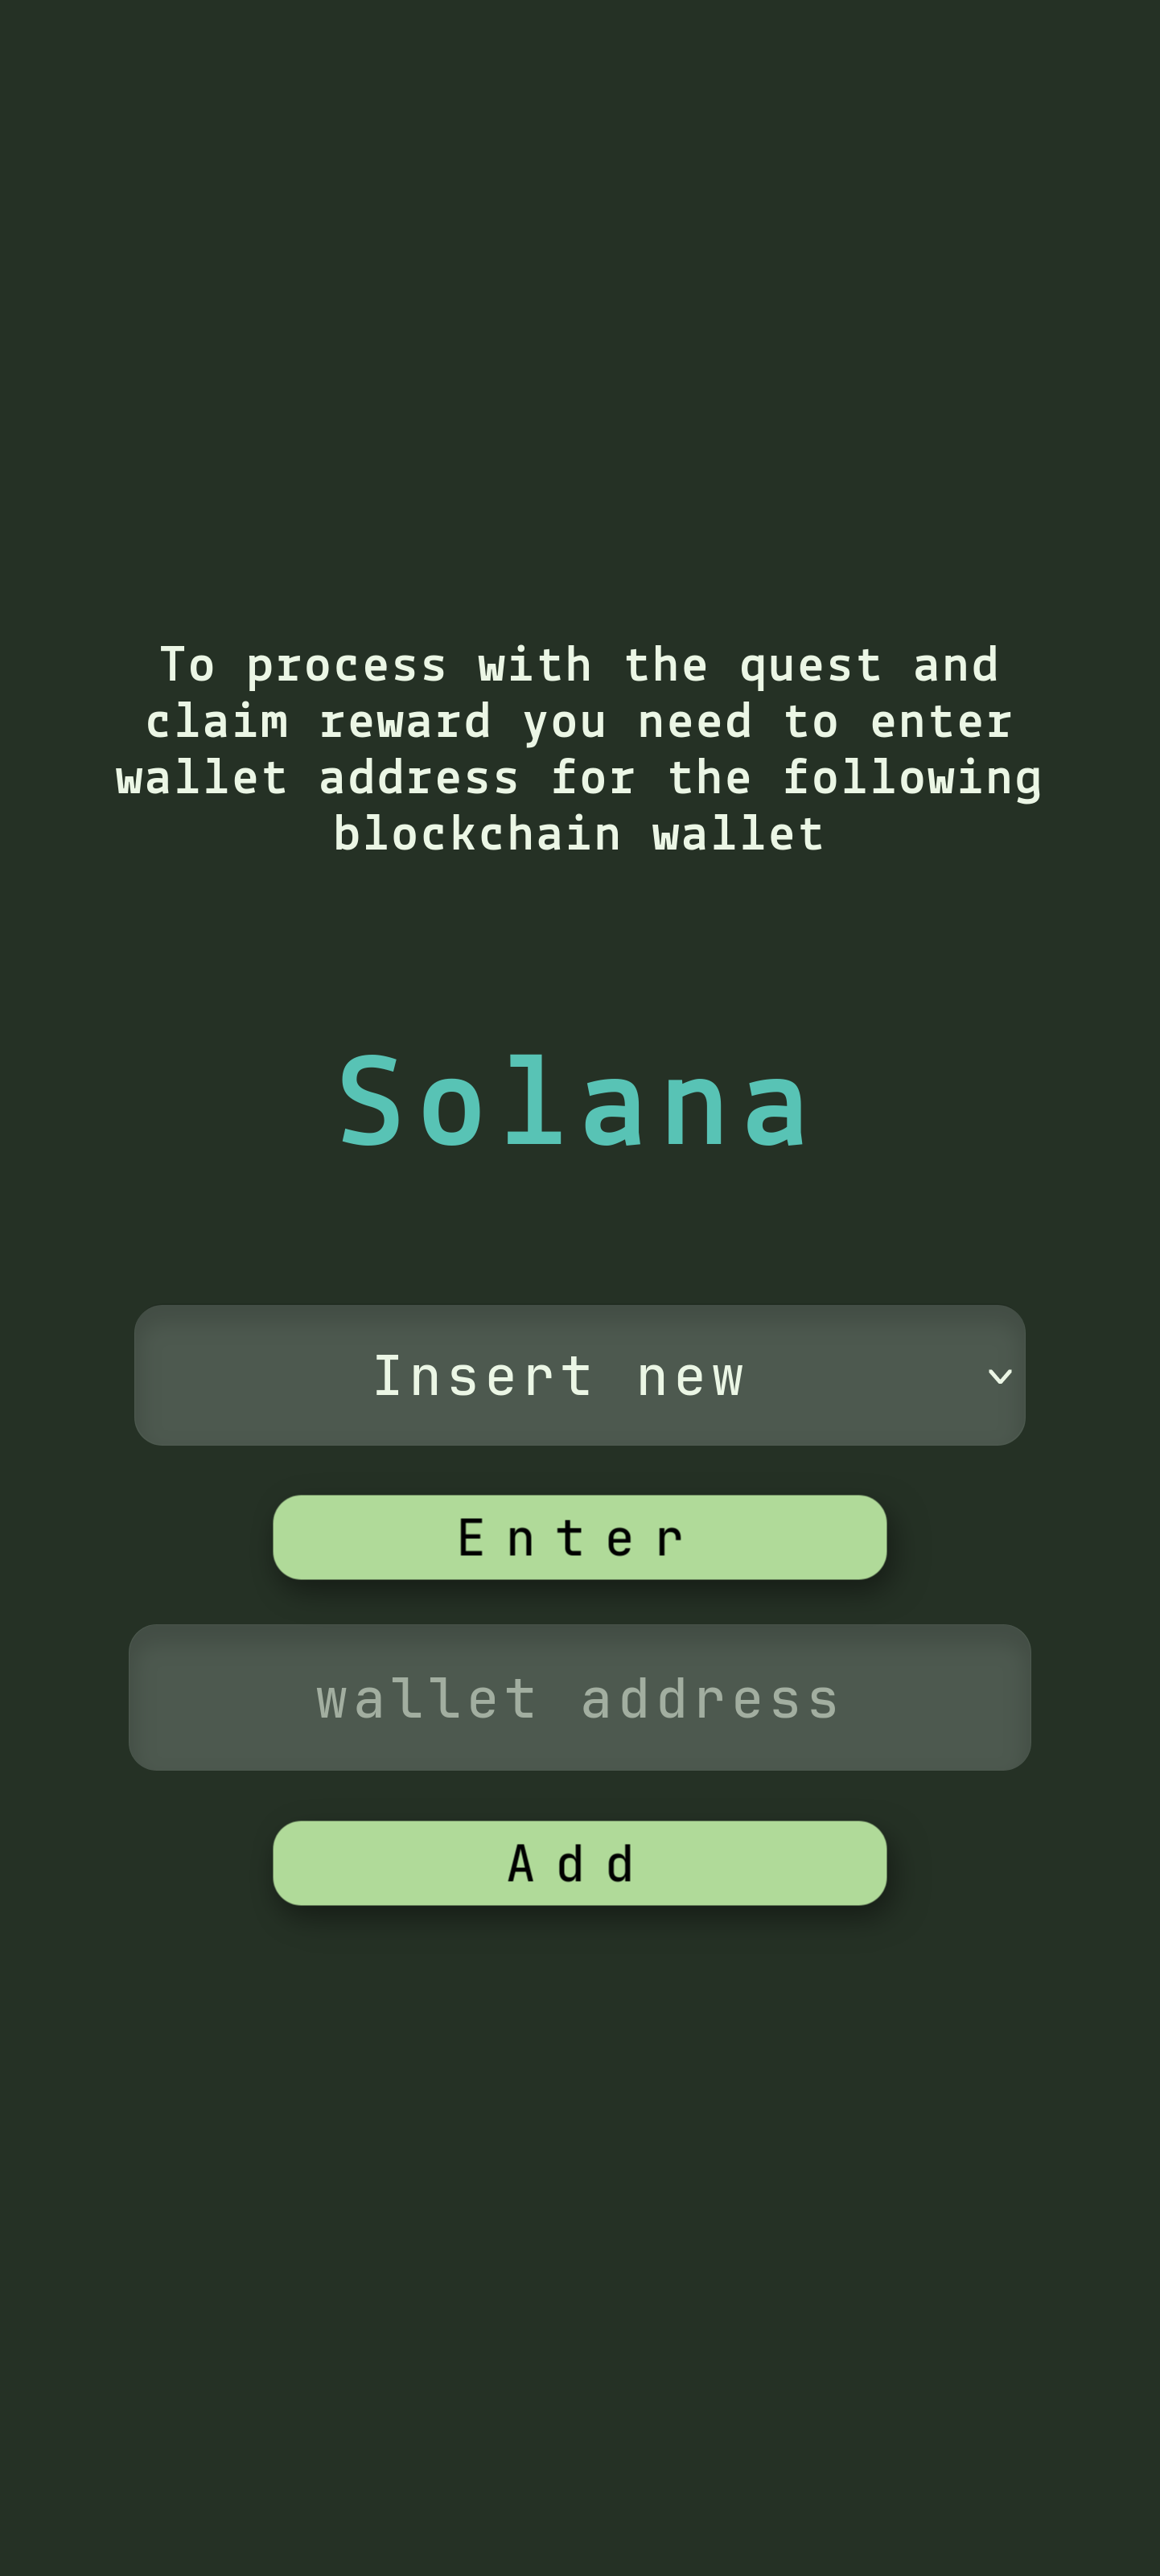 To process with the quest and
claim reward you need to enter
wallet address for the following
blockchain wallet
Solana
Insert new
Enter
wallet address
Add